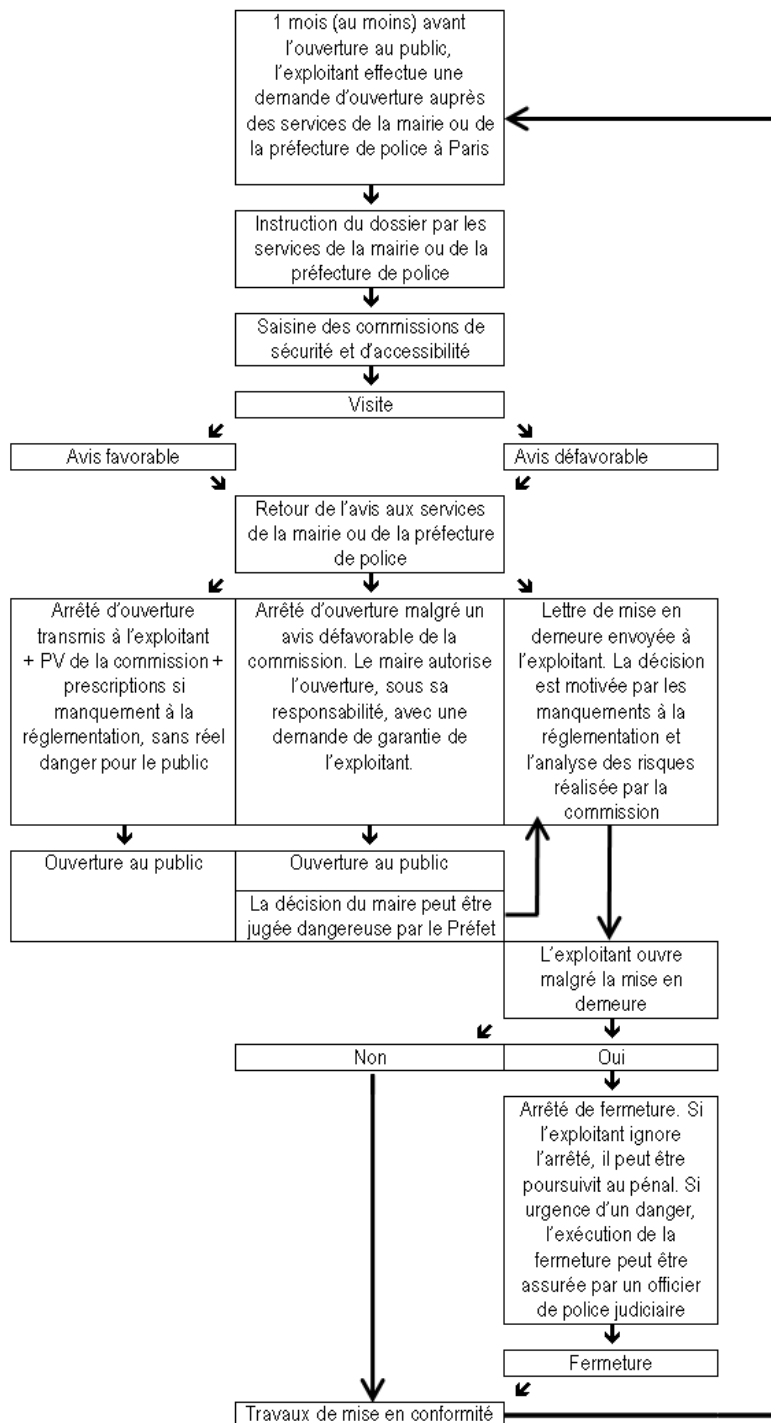 1 mois (au moins) avant
l'ouverture au public,
l'exploitant effectue une
demande d'ouverture auprès
des services de la mairie ou de
la préfecture de police à Paris
Instruction du dossier par les
services de la mairie ou de la
préfecture de police
Saisine des commissions de
sécurité et d'accessibilité
Visite
Avis favorable
Avis défavorable
Retour de l'avis aux services
de la mairie ou de la préfecture
de police
Arrêté d'ouverture
transmis à l'exploitant
+ PV de la commission +
prescriptions si
manquement à la
réglementation, sans réel
danger pour le public
Arrêté d'ouverture malgré un
avis défavorable de la
commission. Le maire autorise
l'ouverture, sous sa
responsabilité, avec une
demande de garantie de
l'exploitant.
Lettre de mise en
demeure envoyée à
l'exploitant. La décision
est motivée par les
manquements à la
réglementation et
l'analyse des risques
réalisée par la
commission
Ouverture au public
Ouverture au public
La décision du maire peut être
jugée dangereuse par le Préfet
L'exploitant ouvre
malgré la mise en
demeure
Non
Oui
Arrêté de fermeture. Si
l'exploitant ignore
l'arrêté, il peut être
poursuivit au pénal. Si
urgence d'un danger,
l'exécution de la
fermeture peut être
assurée par un officier
de police judiciaire
Fermeture
Travaux de mise en conformité